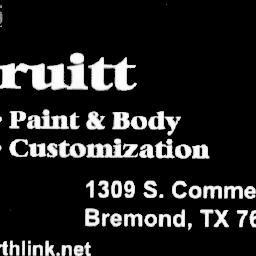 ruitt
• Paint & Body
• Customization
1309 S. Comme
Bremond, TX 76
rthlink.net